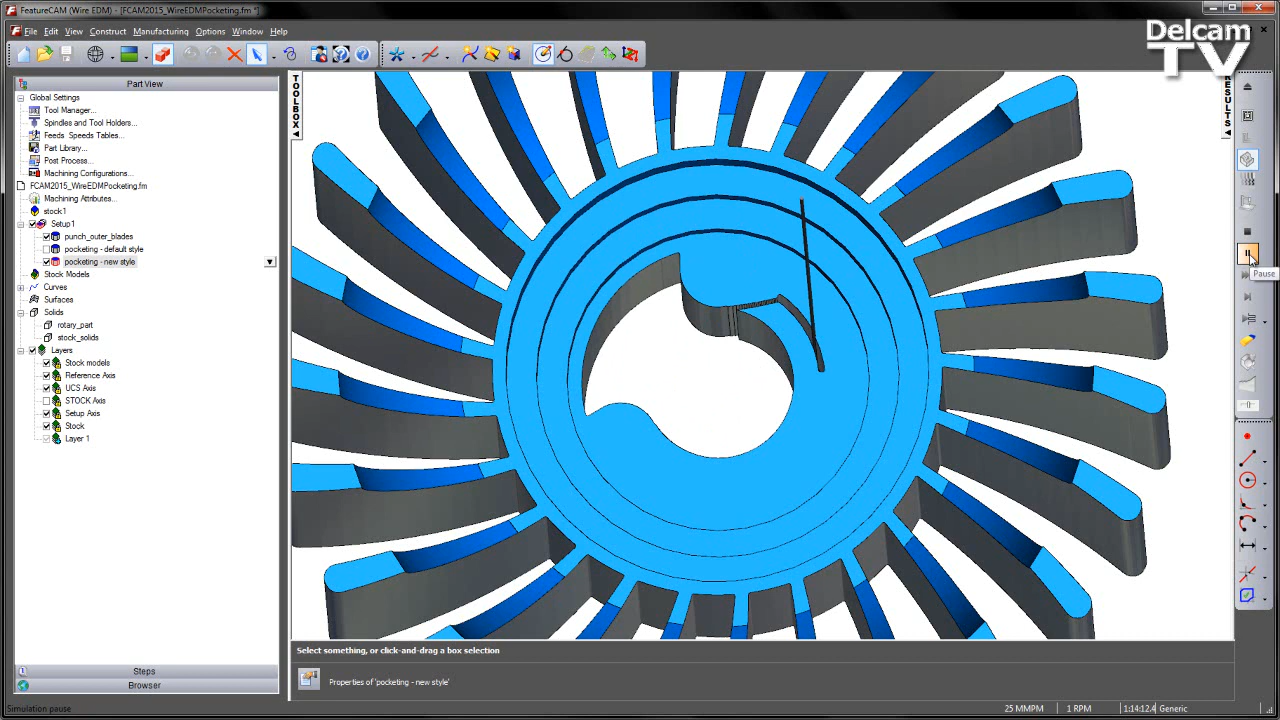 FeatureCAM (Wire EDM) - [FCAM2015_WireEDMPocketing.fm *]
File Edit View Construct Manufacturing Options Window Help
Delcam
TV
Part View
Global Settings
Tool Manager...
Spindles and Tool Holders...
Feeds Speeds Tables...
Part Library...
Post Process...
Machining Configurations...
FCAM2015_WireEDMPocketing.fm
Machining Attributes...
stock1
Setup1
punch_outer_blades
pocketing - default style
pocketing - new style
Stock Models
Curves
Surfaces
Solids
rotary_part
stock_solids
Layers
Stock models
Reference Axis
UCS Axis
STOCK Axis
Setup Axis
Stock
Layer 1
Steps
Browser
TOOLBOX
RESULTS
Pause
Select something, or click-and-drag a box selection
Properties of 'pocketing - new style'
Simulation pause
25 MMPM 1 RPM 1:14:12.4 Generic